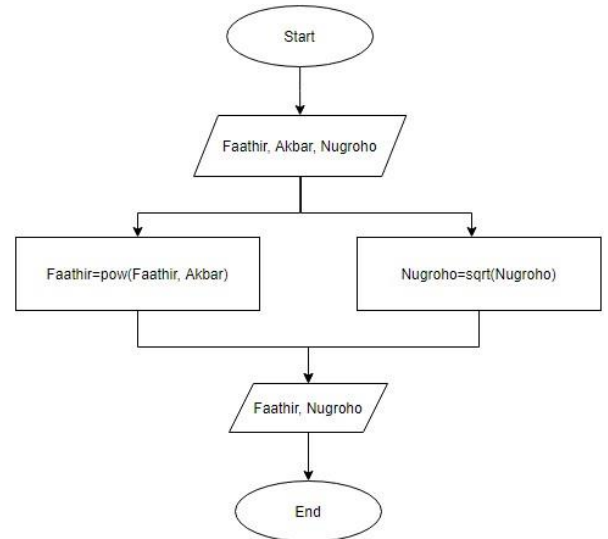 Start
Faathir, Akbar, Nugroho
Faathir=pow(Faathir, Akbar)
Nugroho=sqrt(Nugroho)
Faathir, Nugroho
End